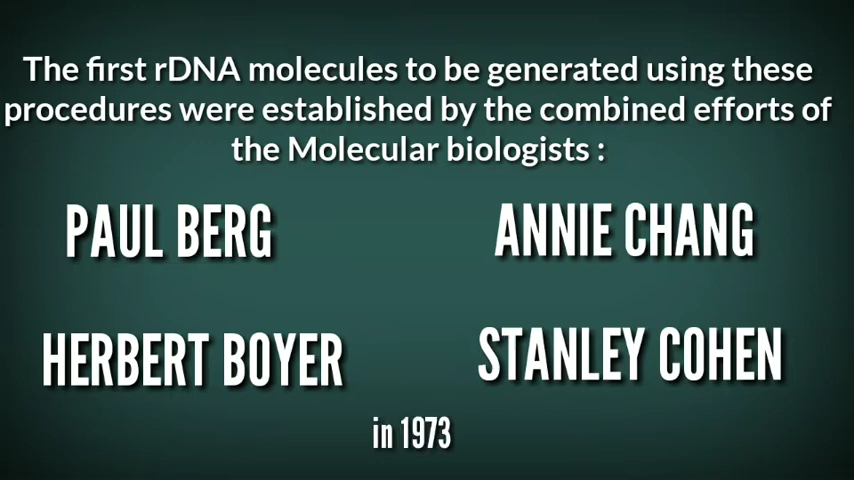 The first rDNA molecules to be generated using these
procedures were established by the combined efforts of
the Molecular biologists :
PAUL BERG
ANNIE CHANG
HERBERT BOYER
STANLEY COHEN
in 1973